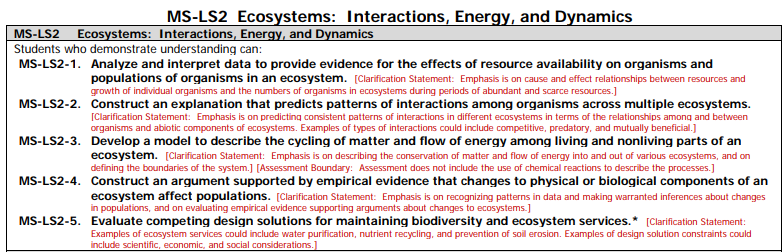 MS-LS2 Ecosystems: Interactions, Energy, and Dynamics
MS-LS2 Ecosystems: Interactions, Energy, and Dynamics
Students who demonstrate understanding can:
MS-LS2-1. Analyze and interpret data to provide evidence for the effects of resource availability on organisms and
populations of organisms in an ecosystem. [Clarification Statement: Emphasis is on cause and effect relationships between resources and
growth of individual organisms and the numbers of organisms in ecosystems during periods of abundant and scarce resources.]
MS-LS2-2. Construct an explanation that predicts patterns of interactions among organisms across multiple ecosystems.
[Clarification Statement: Emphasis is on predicting consistent patterns of interactions in different ecosystems in terms of the relationships among and between
organisms and abiotic components of ecosystems. Examples of types of interactions could include competitive, predatory, and mutually beneficial.]
MS-LS2-3. Develop a model to describe the cycling of matter and flow of energy among living and nonliving parts of an
ecosystem. [Clarification Statement: Emphasis is on describing the conservation of matter and flow of energy into and out of various ecosystems, and on
defining the boundaries of the system.] [Assessment Boundary: Assessment does not include the use of chemical reactions to describe the processes.]
MS-LS2-4. Construct an argument supported by empirical evidence that changes to physical or biological components of an
ecosystem affect populations. [Clarification Statement: Emphasis is on recognizing patterns in data and making warranted inferences about changes
in populations, and on evaluating empirical evidence supporting arguments about changes to ecosystems.]
MS-LS2-5. Evaluate competing design solutions for maintaining biodiversity and ecosystem services.* [Clarification Statement:
Examples of ecosystem services could include water purification, nutrient recycling, and prevention of soil erosion. Examples of design solution constraints could
include scientific, economic, and social considerations.]